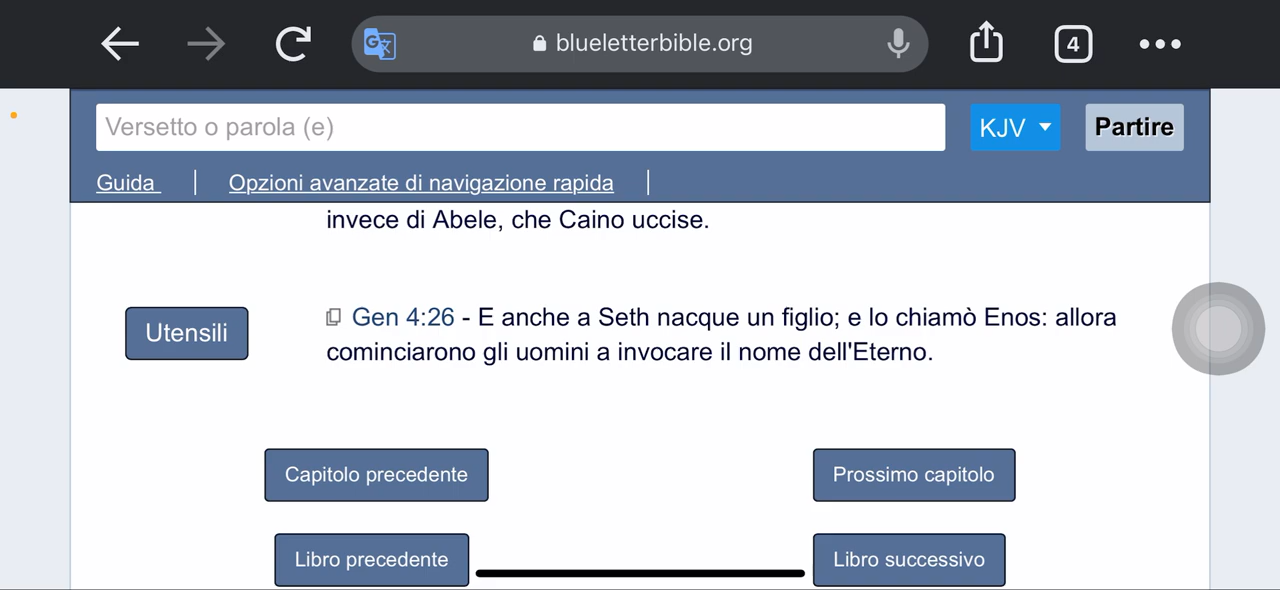 blueletterbible.org
4
Versetto o parola (e)
KJV
Partire
Guida
Opzioni avanzate di navigazione rapida
invece di Abele, che Caino uccise.
Utensili
Gen 4:26 - E anche a Seth nacque un figlio; e lo chiamò Enos: allora
cominciarono gli uomini a invocare il nome dell'Eterno.
Capitolo precedente
Prossimo capitolo
Libro precedente
Libro successivo